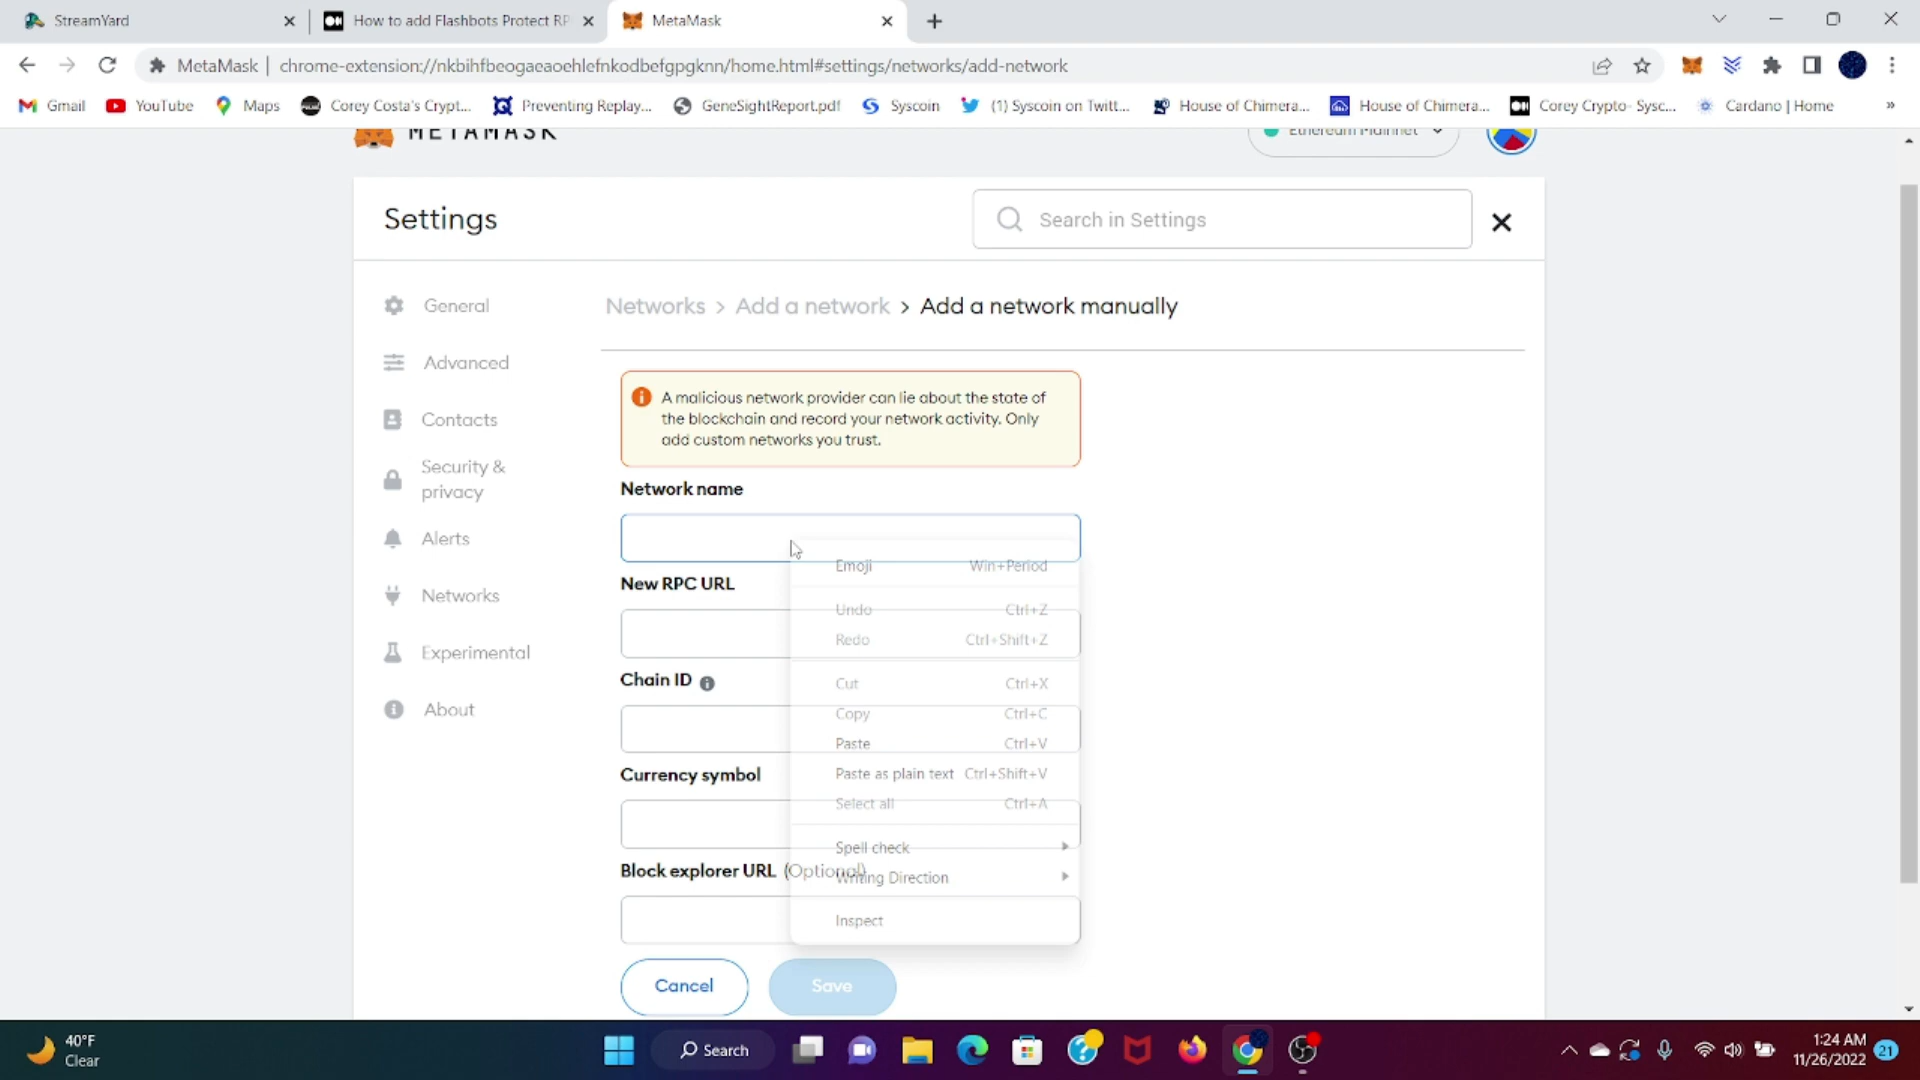 StreamYard
How to add Flashbots Protect RP
MetaMask
MetaMask | chrome-extension://nkbihfbeogaeaoehlefnkodbefgpgknn/home.html#settings/networks/add-network
Gmail
YouTube
Maps
Corey Costa's Crypt...
Preventing Replay...
GeneSightReport.pdf
Syscoin
(1) Syscoin on Twitt...
House of Chimera...
House of Chimera...
Corey Crypto- Sysc...
Cardano | Home
»
METAMASK
Ethereum Mainnet
Settings
Search in Settings
General
Advanced
Contacts
Security &
privacy
Alerts
Networks
Experimental
About
Networks > Add a network > Add a network manually
A malicious network provider can lie about the state of
the blockchain and record your network activity. Only
add custom networks you trust.
Network name
New RPC URL
Chain ID
Currency symbol
Block explorer URL (Optional)
Emoji Win+Period
Undo Ctrl+Z
Redo Ctrl+Shift+Z
Cut Ctrl+X
Copy Ctrl+C
Paste Ctrl+V
Paste as plain text Ctrl+Shift+V
Select all Ctrl+A
Spell check
Writing Direction
Inspect
Cancel
Save
40°F
Clear
Search
1:24 AM
11/26/2022
21